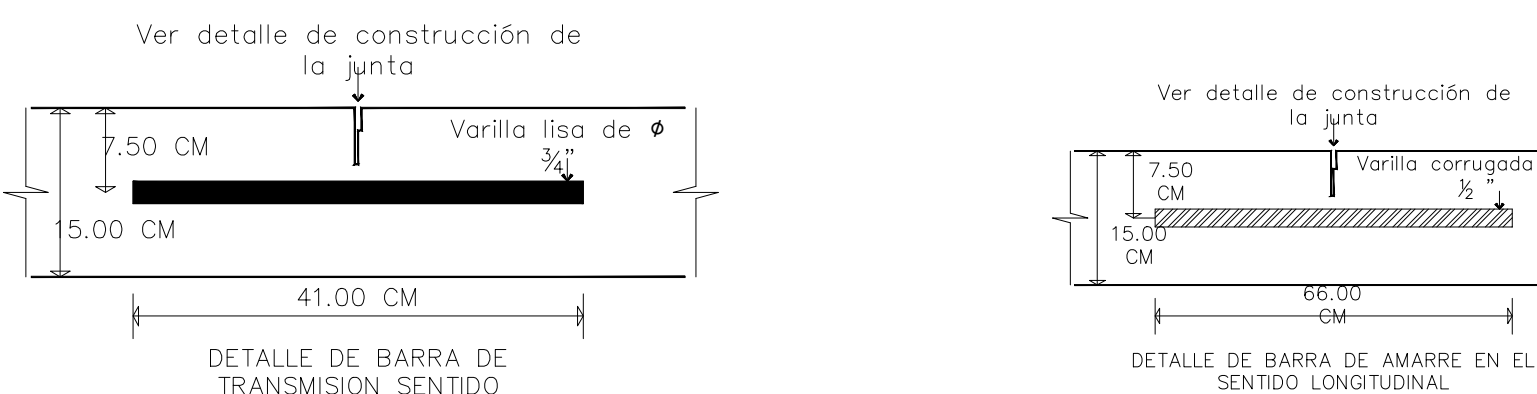 Ver detalle de construcción de
la junta
7.50 CM
Varilla lisa de ø
¾"
15.00 CM
41.00 CM
DETALLE DE BARRA DE
TRANSMISION SENTIDO
Ver detalle de construcción de
la junta
7.50
CM
Varilla corrugada
½ "
15.00
CM
66.00
CM
DETALLE DE BARRA DE AMARRE EN EL
SENTIDO LONGITUDINAL